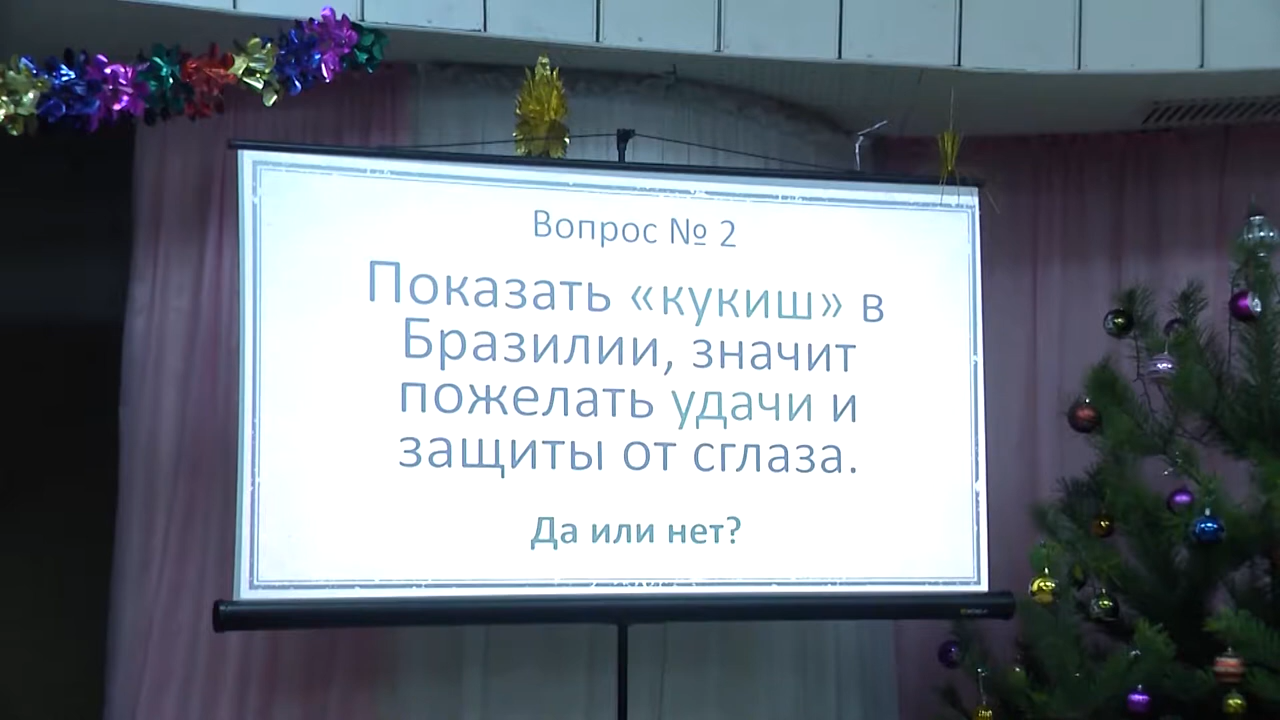 Вопрос № 2
Показать «кукиш» в
Бразилии, значит
пожелать удачи и
защиты от сглаза.
Да или нет?